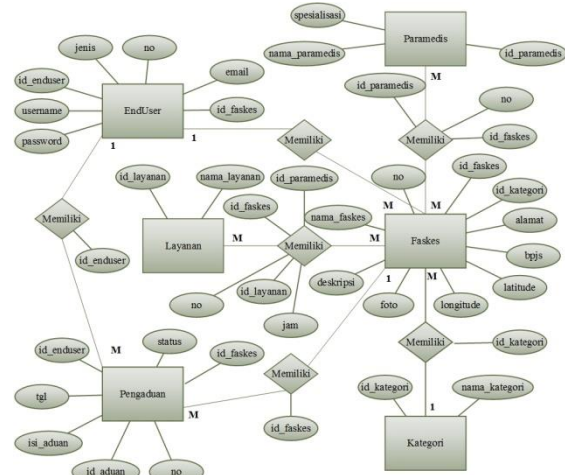 spesialisasi
nama_paramedis
Paramedis
id_paramedis
M
jenis
no
id_enduser
EndUser
email
username
id_faskes
password
1
1
Memiliki
id_paramedis
no
Memiliki
id_faskes
id_layanan
nama_layanan
id_paramedis
no
id_faskes
id_kategori
Memiliki
id_faskes
nama_faskes
M
M
Faskes
alamat
id_enduser
Layanan
M
Memiliki
M
bpjs
deskripsi
1
M
latitude
no
id_layanan
foto
longitude
jam
M
status
id_enduser
id_faskes
Memiliki
id_kategori
Pengaduan
tgl
Memiliki
M
id_kategori
nama_kategori
isi_aduan
id_faskes
1
Kategori
id_aduan
no